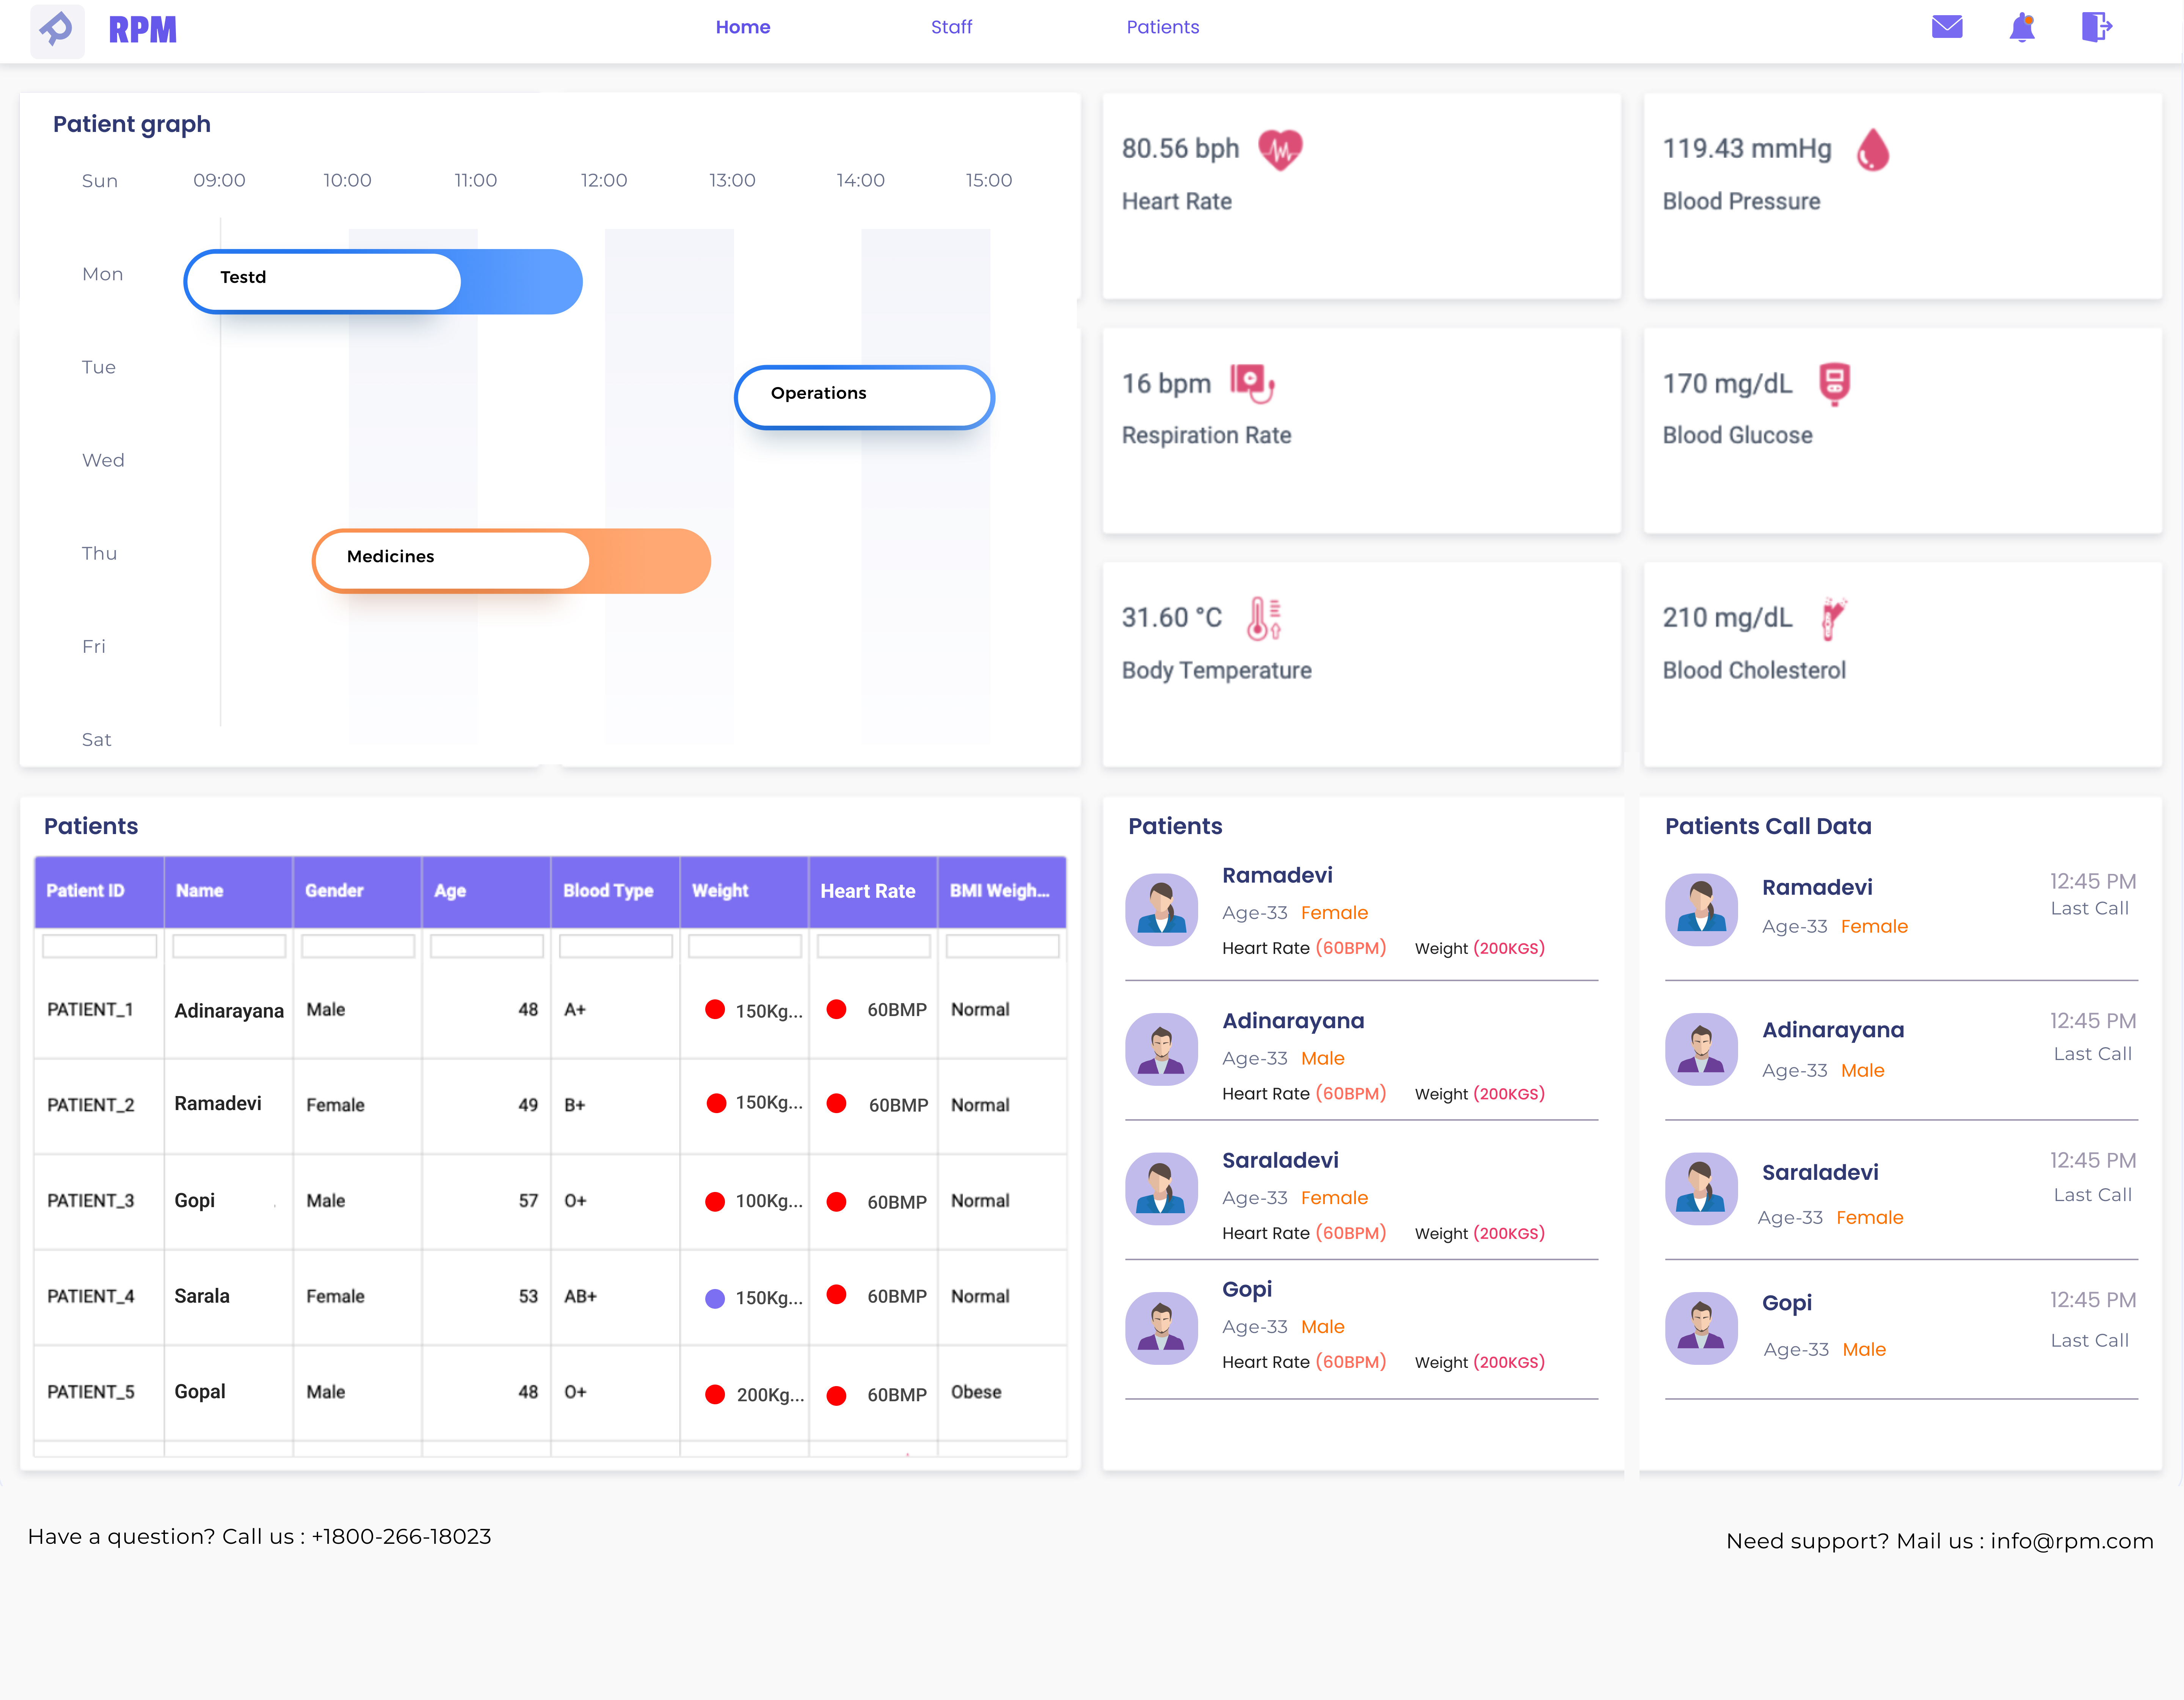 RPM
Home Staff Patients
Patient graph
Sun 09:00 10:00 11:00 12:00 13:00 14:00 15:00
Mon
Testd
Tue
Operations
Wed
Thu
Medicines
Fri
Sat
80.56 bph
Heart Rate
119.43 mmHg
Blood Pressure
16 bpm
Respiration Rate
170 mg/dL
Blood Glucose
31.60 °C
Body Temperature
210 mg/dL
Blood Cholesterol
Patients
Patient ID Name Gender Age Blood Type Weight Heart Rate BMI Weigh...
PATIENT_1 Adinarayana Male 48 A+ 150Kg... 60BMP Normal
PATIENT_2 Ramadevi Female 49 B+ 150Kg... 60BMP Normal
PATIENT_3 Gopi Male 57 O+ 100Kg... 60BMP Normal
PATIENT_4 Sarala Female 53 AB+ 150Kg... 60BMP Normal
PATIENT_5 Gopal Male 48 O+ 200Kg... 60BMP Obese
Patients
Ramadevi
Age-33 Female
Heart Rate (60BPM) Weight (200KGS)
Adinarayana
Age-33 Male
Heart Rate (60BPM) Weight (200KGS)
Saraladevi
Age-33 Female
Heart Rate (60BPM) Weight (200KGS)
Gopi
Age-33 Male
Heart Rate (60BPM) Weight (200KGS)
Patients Call Data
Ramadevi 12:45 PM
Last Call
Age-33 Female
Adinarayana 12:45 PM
Last Call
Age-33 Male
Saraladevi 12:45 PM
Last Call
Age-33 Female
Gopi 12:45 PM
Last Call
Age-33 Male
Have a question? Call us : +1800-266-18023
Need support? Mail us : info@rpm.com